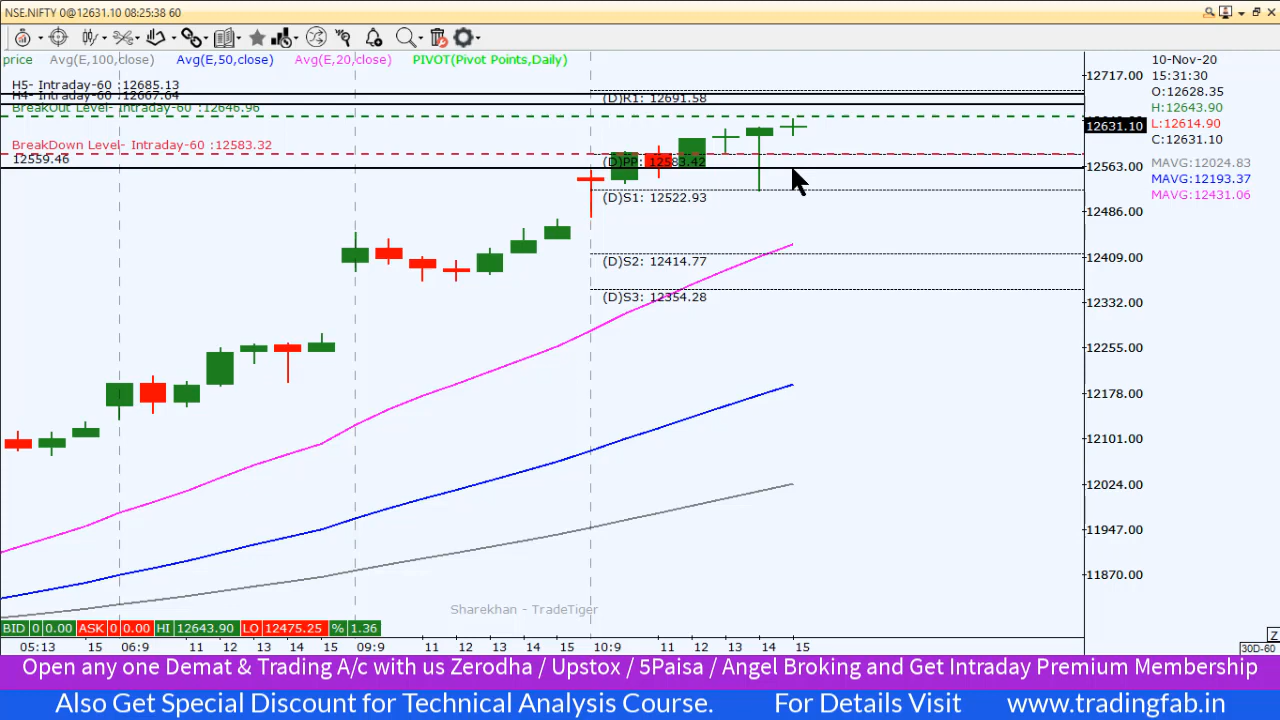 NSE.NIFTY 0@12631.10 08:25:38 60
price Avg(E,100,close) Avg(E,50,close) Avg(E,20,close) PIVOT(Pivot Points,Daily)
H5- Intraday-60 :12685.13
H4- Intraday-60 :12667.64
BreakOut Level- Intraday-60 :12646.96
BreakDown Level- Intraday-60 :12583.32
12559.46
(D)R1: 12691.58
(D)PP: 12583.42
(D)S1: 12522.93
(D)S2: 12414.77
(D)S3: 12354.28
12717.00
12631.10
12563.00
12486.00
12409.00
12332.00
12255.00
12178.00
12101.00
12024.00
11947.00
11870.00
10-Nov-20
15:31:30
O:12628.35
H:12643.90
L:12614.90
C:12631.10
MAVG:12024.83
MAVG:12193.37
MAVG:12431.06
Sharekhan - TradeTiger
BID 0 0.00 ASK 0 0.00 HI 12643.90 LO 12475.25 % 1.36
05:13 15 06:9 11 12 13 14 15 09:9 11 12 13 14 15 10:9 11 12 13 14 15
Z
30D-60
Open any one Demat & Trading A/c with us Zerodha / Upstox / 5Paisa / Angel Broking and Get Intraday Premium Membership
Also Get Special Discount for Technical Analysis Course. For Details Visit www.tradingfab.in